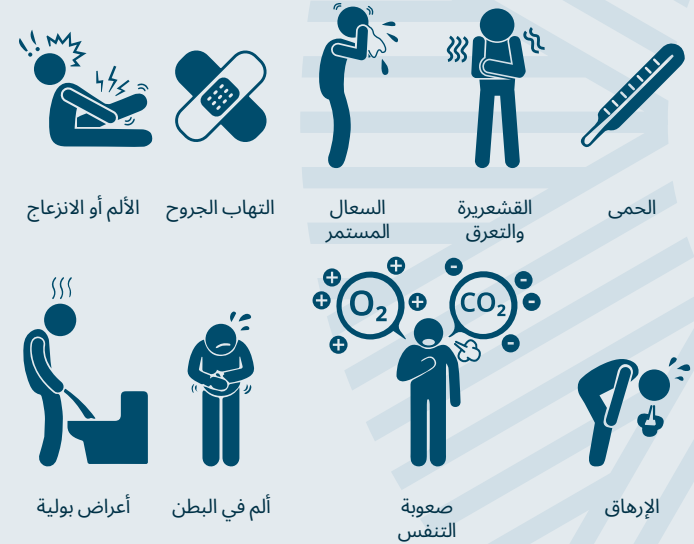 الحمى
القشعريرة
والتعرق
السعال
المستمر
التهاب الجروح
الألم أو الانزعاج
O2
CO2
الإرهاق
صعوبة
التنفس
ألم في البطن
أعراض بولية